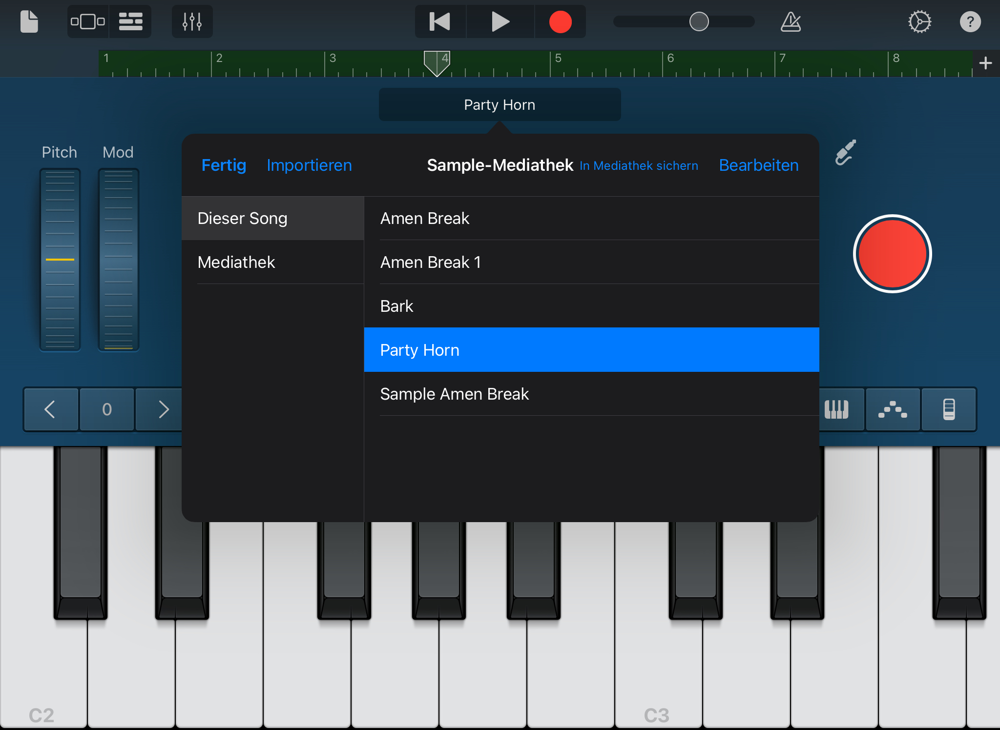 ?
1 2 3 4 5 6 7 8 +
Party Horn
Pitch Mod
Fertig Importieren Sample-Mediathek In Mediathek sichern Bearbeiten
Dieser Song
Mediathek
Amen Break
Amen Break 1
Bark
Party Horn
Sample Amen Break
0
C2 C3